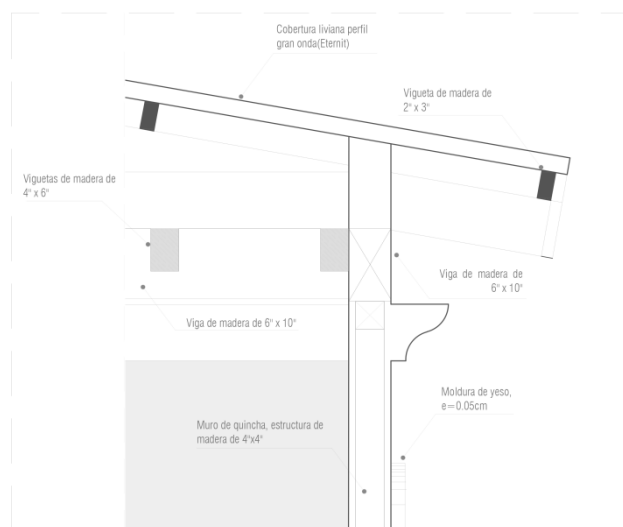 Cobertura liviana perfil
gran onda(Eternit)
Vigueta de madera de
2" x 3"
Viguetas de madera de
4" x 6"
Viga de madera de
6" x 10"
Viga de madera de 6" x 10"
Moldura de yeso,
e=0.05cm
Muro de quincha, estructura de
madera de 4"x4"